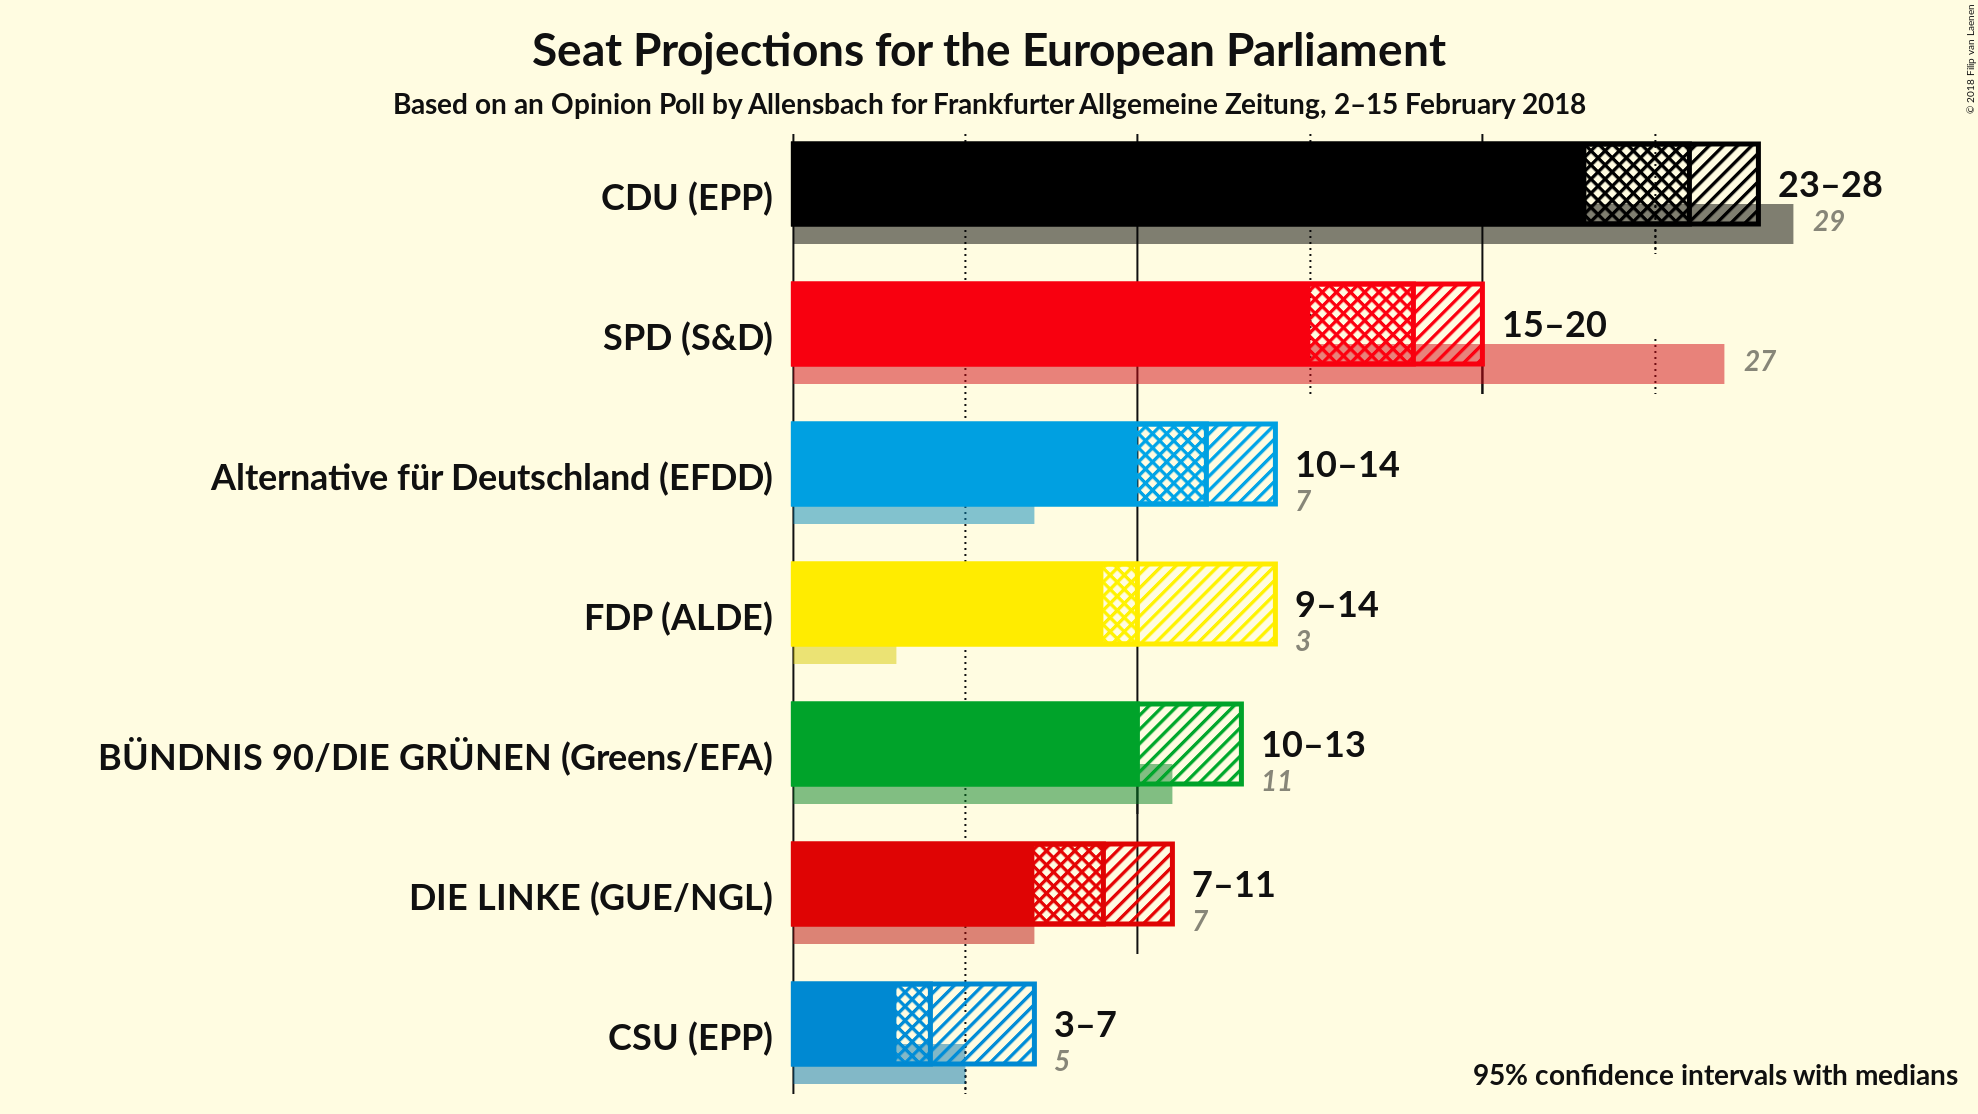 Seat Projections for the European Parliament
Based on an Opinion Poll by Allensbach for Frankfurter Allgemeine Zeitung, 2–15 February 2018
© 2018 Filip van Laenen
CDU (EPP)
23–28
29
SPD (S&D)
15–20
27
Alternative für Deutschland (EFDD)
10–14
7
FDP (ALDE)
9–14
3
BÜNDNIS 90/DIE GRÜNEN (Greens/EFA)
10–13
11
DIE LINKE (GUE/NGL)
7–11
7
CSU (EPP)
3–7
5
95% confidence intervals with medians